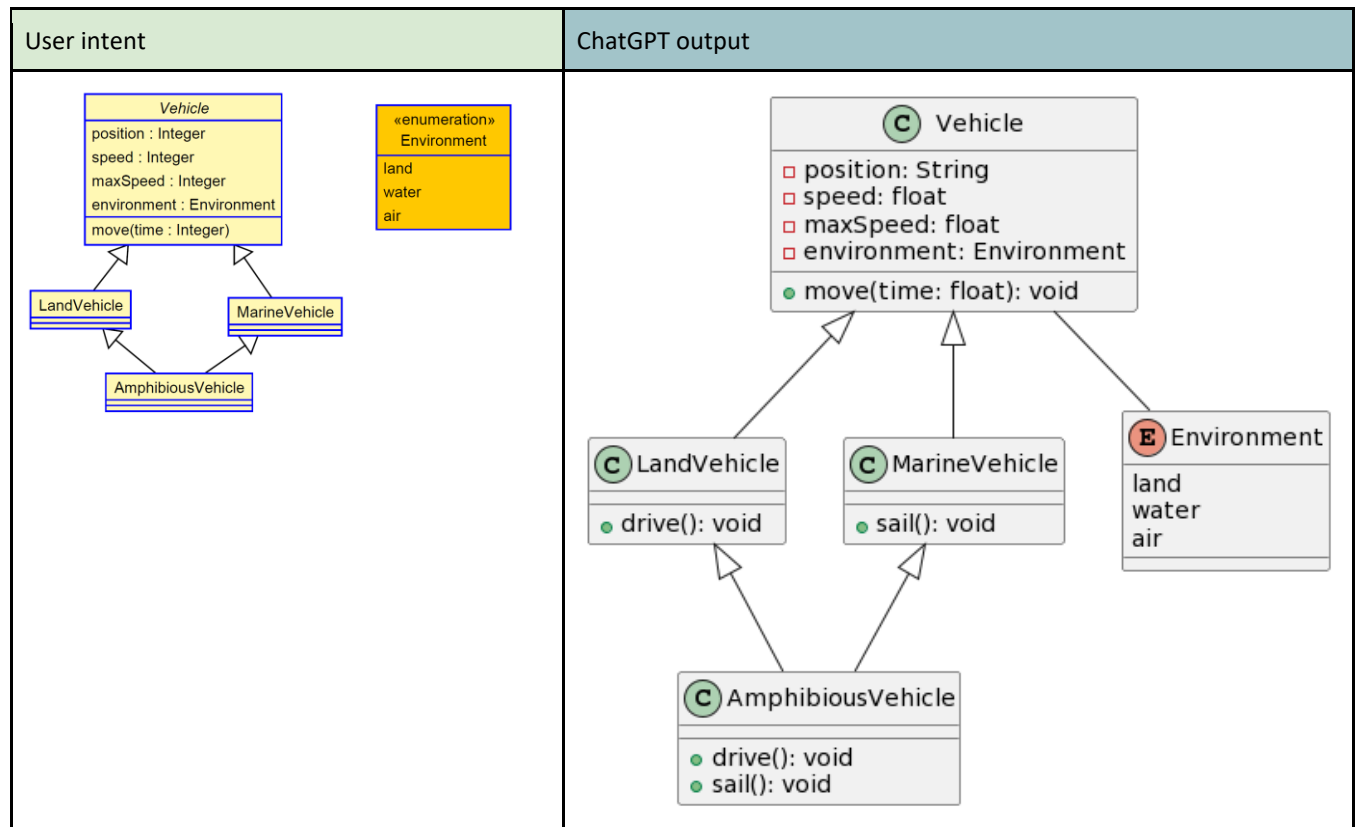 User intent
ChatGPT output
Vehicle
position : Integer
speed : Integer
maxSpeed : Integer
environment : Environment
move(time : Integer)
«enumeration»
Environment
land
water
air
LandVehicle
MarineVehicle
AmphibiousVehicle
C Vehicle
position: String
speed: float
maxSpeed: float
environment: Environment
move(time: float): void
C LandVehicle
drive(): void
C MarineVehicle
sail(): void
E Environment
land
water
air
C AmphibiousVehicle
drive(): void
sail(): void